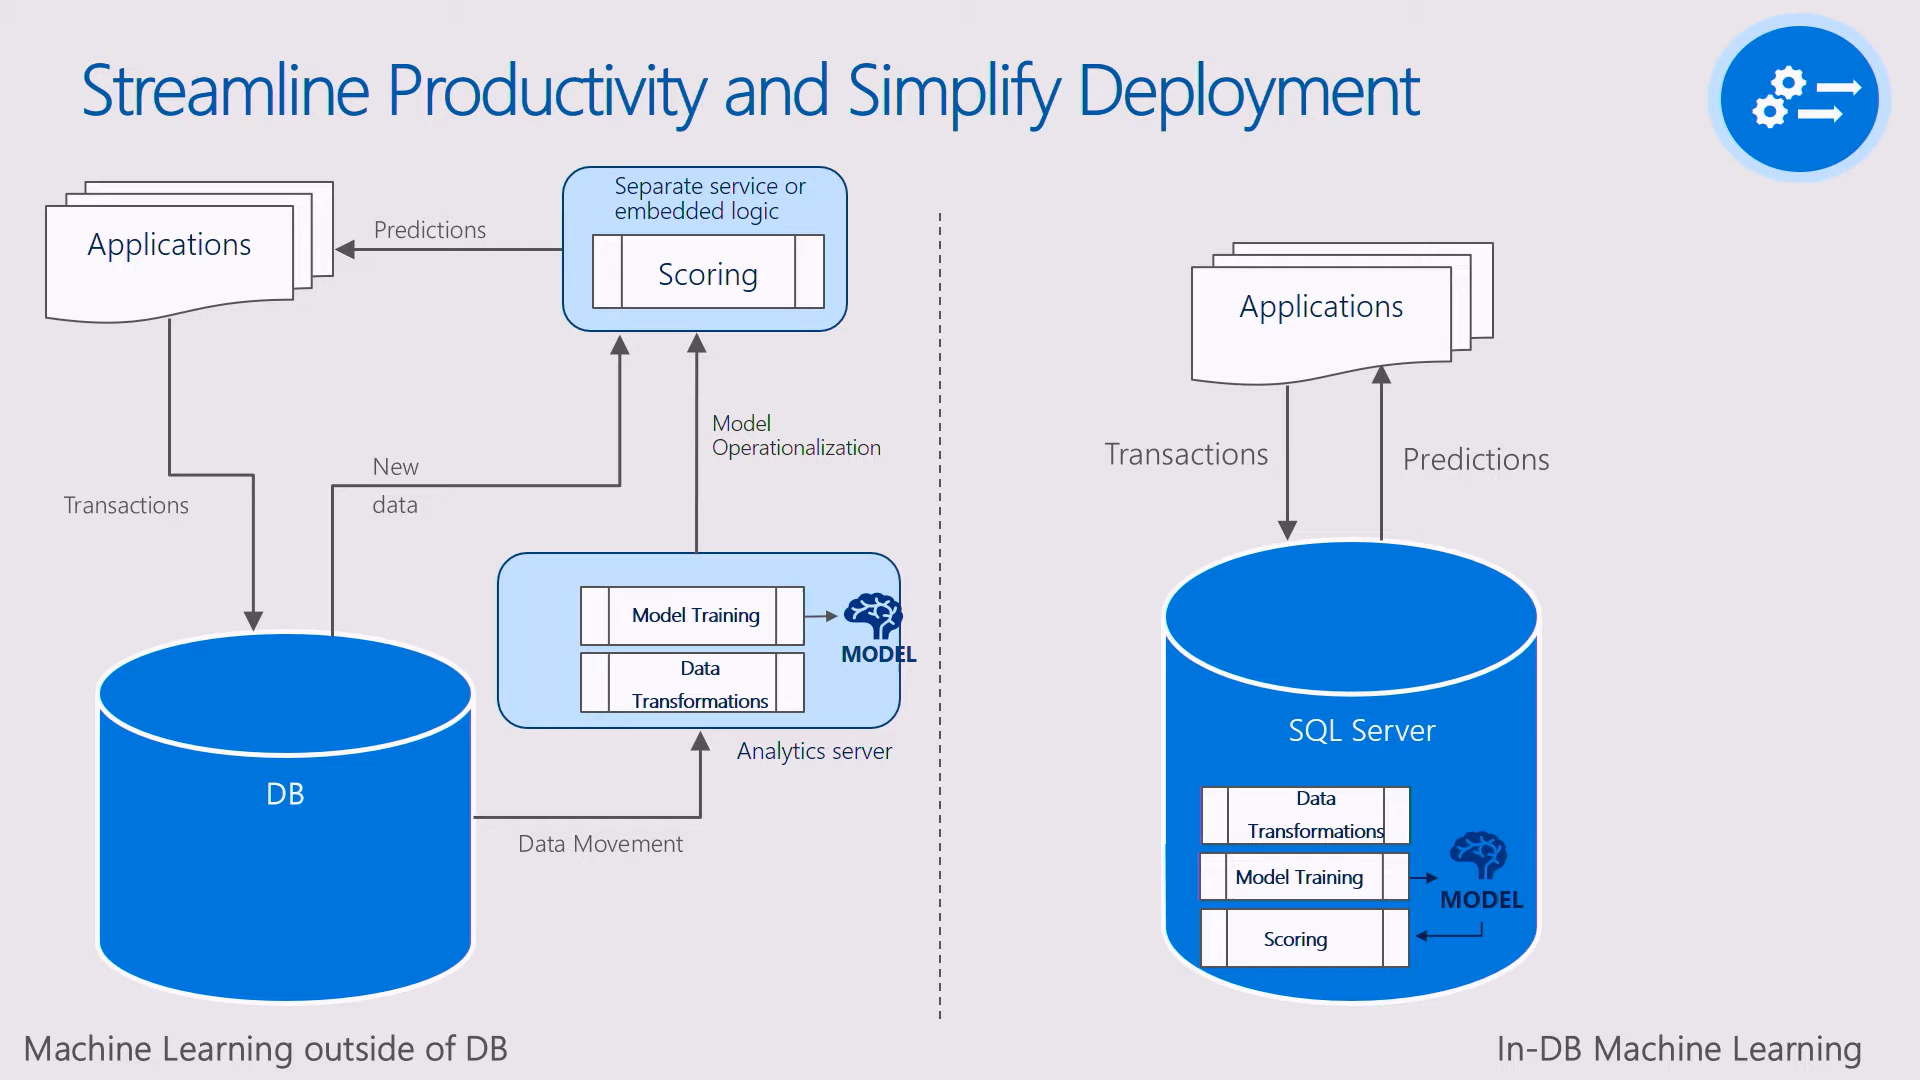 Streamline Productivity and Simplify Deployment
Applications
Predictions
Separate service or
embedded logic
Scoring
Transactions
New
data
Model
Operationalization
Model Training
MODEL
Data
Transformations
Analytics server
DB
Data Movement
Machine Learning outside of DB
Applications
Transactions
Predictions
SQL Server
Data
Transformations
Model Training
MODEL
Scoring
In-DB Machine Learning